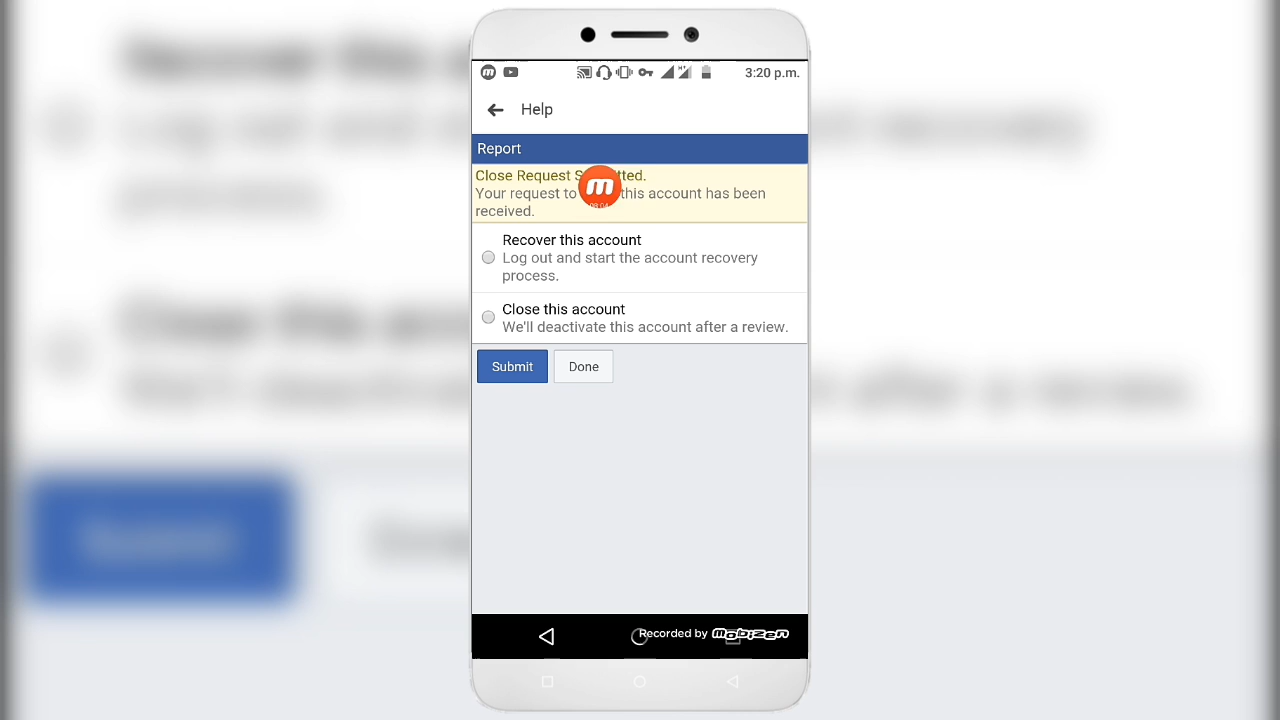 3:20 p.m.
Help
Report
Close Request S tted.
Your request to this account has been
received.
Recover this account
Log out and start the account recovery
process.
Close this account
We'll deactivate this account after a review.
Submit Done
Recorded by Mobizen